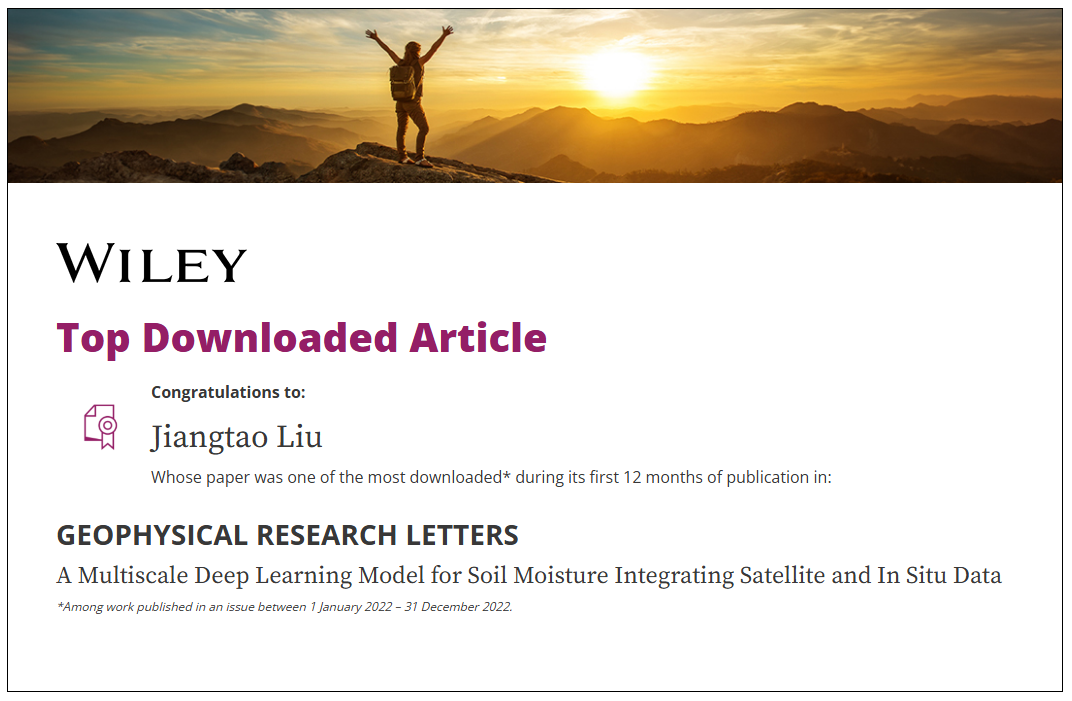 WILEY
Top Downloaded Article
Congratulations to:
Jiangtao Liu
Whose paper was one of the most downloaded* during its first 12 months of publication in:
GEOPHYSICAL RESEARCH LETTERS
A Multiscale Deep Learning Model for Soil Moisture Integrating Satellite and In Situ Data
*Among work published in an issue between 1 January 2022 – 31 December 2022.